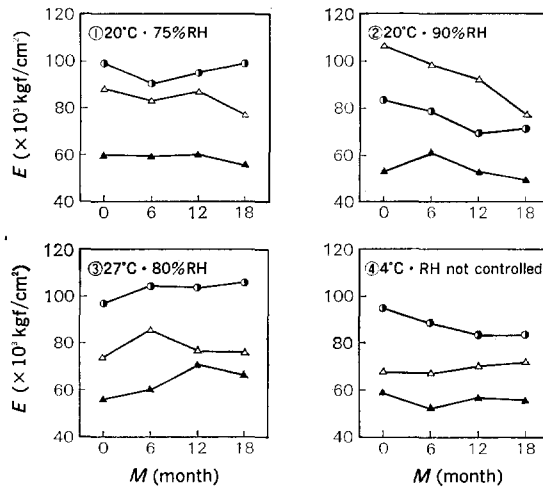 ①20°C・75%RH
②20°C・90%RH
E (×10³ kgf/cm²)
120
100
80
60
40
0 6 12 18
120
100
80
60
40
0 6 12 18
③27°C・80%RH
④4°C・RH not controlled
E (×10³ kgf/cm²)
120
100
80
60
40
0 6 12 18
M (month)
120
100
80
60
40
0 6 12 18
M (month)